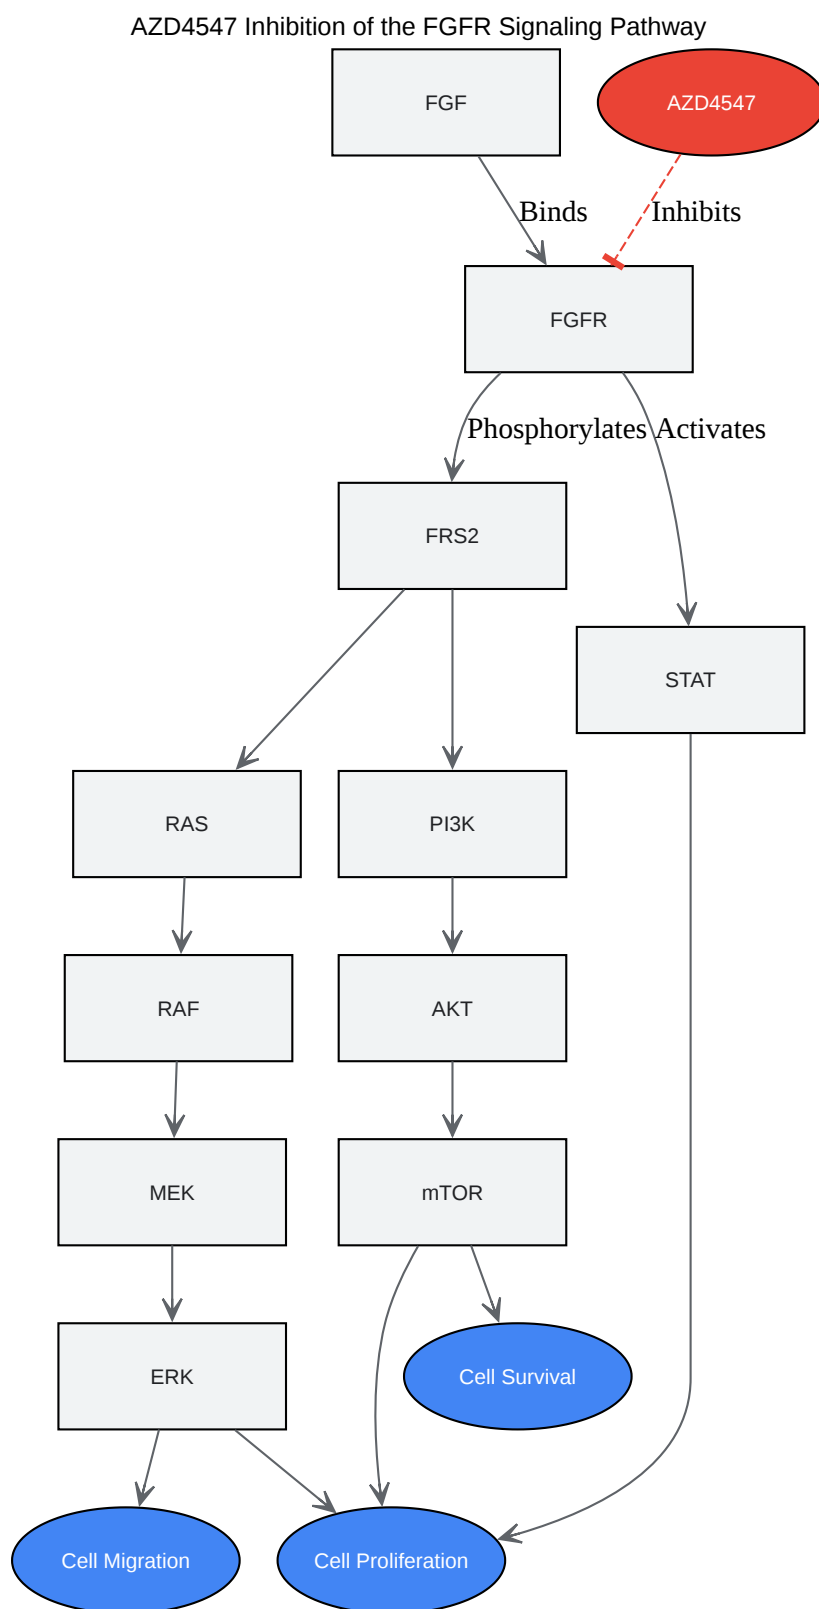 AZD4547 Inhibition of the FGFR Signaling Pathway
FGF
AZD4547
Binds
Inhibits
FGFR
Phosphorylates
Activates
FRS2
STAT
RAS
PI3K
RAF
AKT
MEK
mTOR
ERK
Cell Survival
Cell Migration
Cell Proliferation